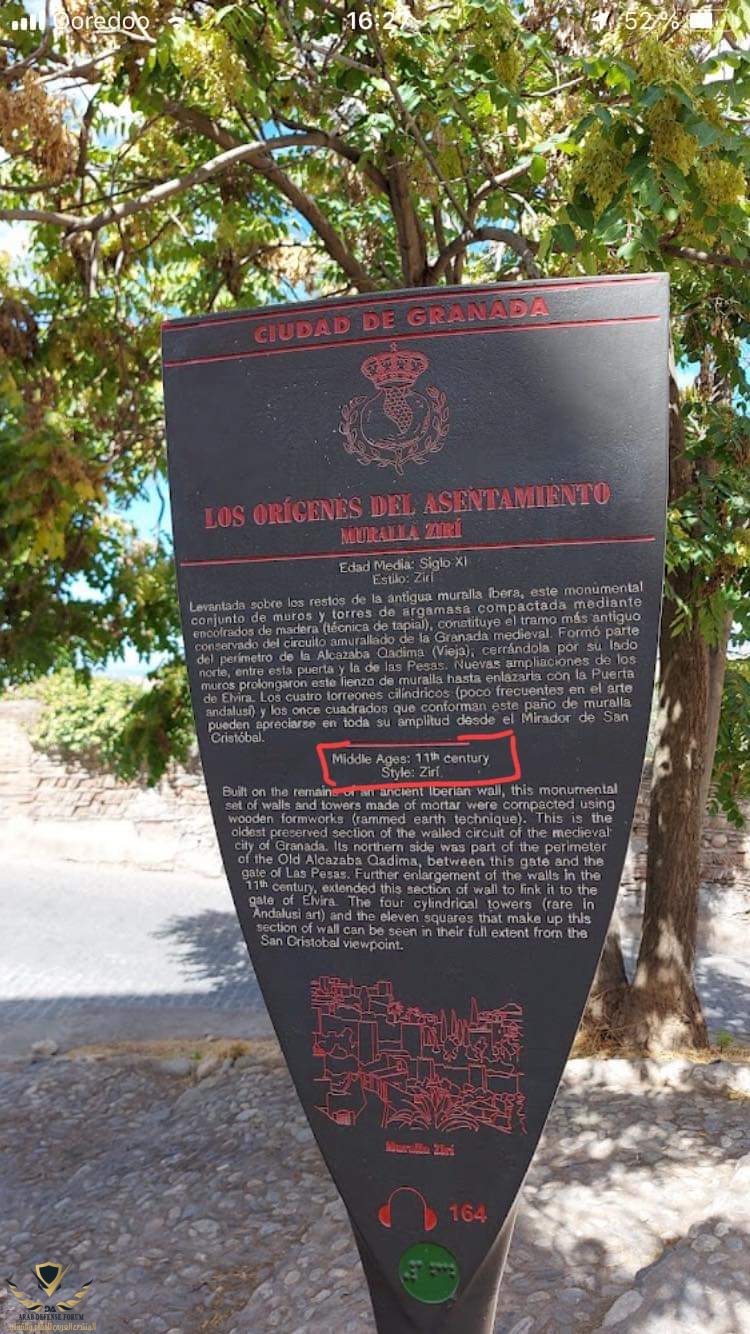 Ooredoo
16:27
52%
CIUDAD DE GRANADA
LOS ORÍGENES DEL ASENTAMIENTO
MURALLA ZIRÍ
Edad Media: Siglo XI
Estilo: Zirí
Levantada sobre los restos de la antigua muralla íbera, este monumental
conjunto de muros y torres de argamasa compactada mediante
encofrados de madera (técnica de tapial), constituye el tramo más antiguo
conservado del circuito amurallado de la Granada medieval. Formó parte
del perímetro de la Alcazaba Qadima (Vieja), cerrándola por su lado
norte, entre esta puerta y la de las Pesas. Nuevas ampliaciones de los
muros prolongaron este lienzo de muralla hasta enlazarla con la Puerta
de Elvira. Los cuatro torreones cilíndricos (poco frecuentes en el arte
andalusí) y los once cuadrados que conforman este paño de muralla
pueden apreciarse en toda su amplitud desde el Mirador de San
Cristóbal.
Middle Ages: 11th century
Style: Zirí
Built on the remains of an ancient Iberian wall, this monumental
set of walls and towers made of mortar were compacted using
wooden formworks (rammed earth technique). This is the
oldest preserved section of the walled circuit of the medieval
city of Granada. Its northern side was part of the perimeter
of the Old Alcazaba Qadima, between this gate and the
gate of Las Pesas. Further enlargement of the walls in the
11th century, extended this section of wall to link it to the
gate of Elvira. The four cylindrical towers (rare in
Andalusi art) and the eleven squares that make up this
section of wall can be seen in their full extent from the
San Cristobal viewpoint.
Muralla Zirí
164
DA
ARAB DEFENSE FORUM